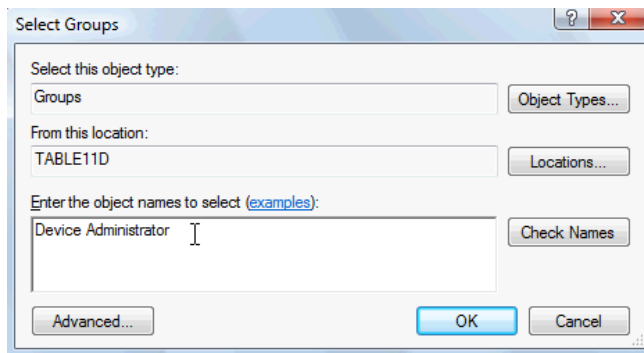 Select Groups
?
X
Select this object type:
Groups
Object Types...
From this location:
TABLE11D
Locations...
Enter the object names to select (examples):
Device Administrator
Check Names
Advanced...
OK
Cancel